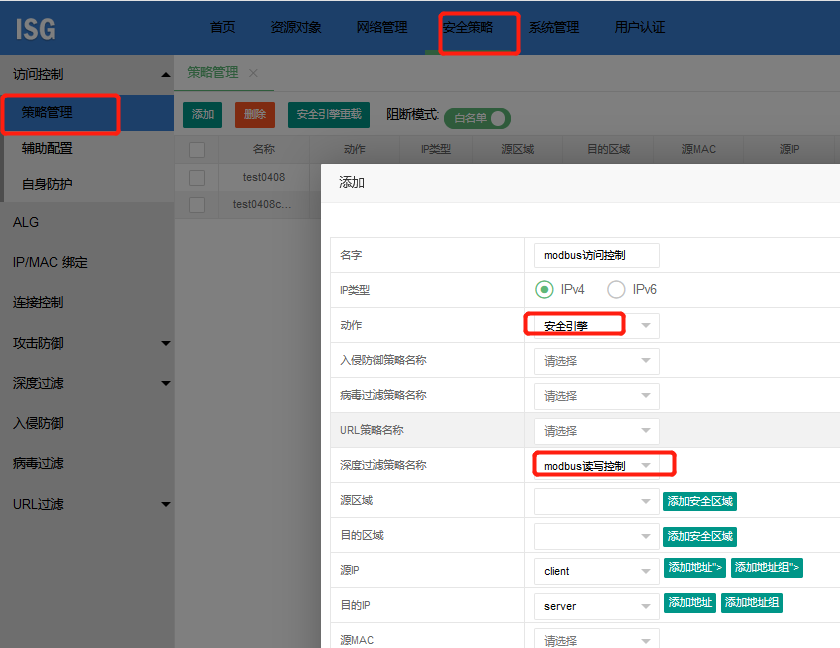 ISG 首页 资源对象 网络管理 安全策略 系统管理 用户认证
访问控制
策略管理
辅助配置
自身防护
ALG
IP/MAC 绑定
连接控制
攻击防御
深度过滤
入侵防御
病毒过滤
URL过滤
策略管理 ×
添加 删除 安全引擎重载 阻断模式: 白名单
名称 动作 IP类型 源区域 目的区域 源MAC 源IP
test0408
test0408c...
添加
名字 modbus访问控制
IP类型 IPv4 IPv6
动作 安全引擎
入侵防御策略名称 请选择
病毒过滤策略名称 请选择
URL策略名称 请选择
深度过滤策略名称 modbus读写控制
源区域 添加安全区域
目的区域 添加安全区域
源IP client 添加地址"> 添加地址组">
目的IP server 添加地址 添加地址组
源MAC 请选择